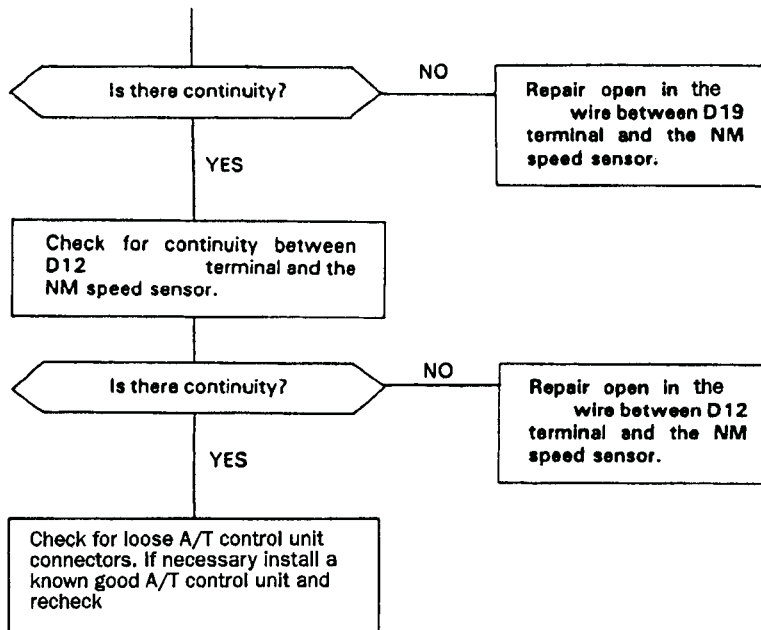 Is there continuity?
NO
Repair open in the
wire between D19
terminal and the NM
speed sensor.
YES
Check for continuity between
D12 terminal and the
NM speed sensor.
Is there continuity?
NO
Repair open in the
wire between D12
terminal and the NM
speed sensor.
YES
Check for loose A/T control unit
connectors. If necessary install a
known good A/T control unit and
recheck